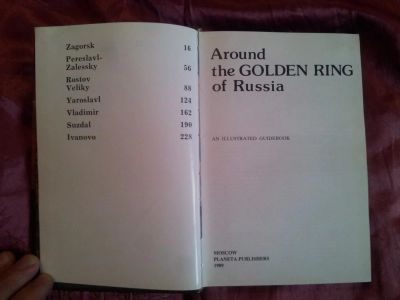 Zagorsk 16
Pereslavl-
Zalessky 56
Rostov
Veliky 88
Yaroslavl 124
Vladimir 162
Suzdal 190
Ivanovo 228
Around
the GOLDEN RING
of Russia
AN ILLUSTRATED GUIDEBOOK
MOSCOW
PLANETA PUBLISHERS